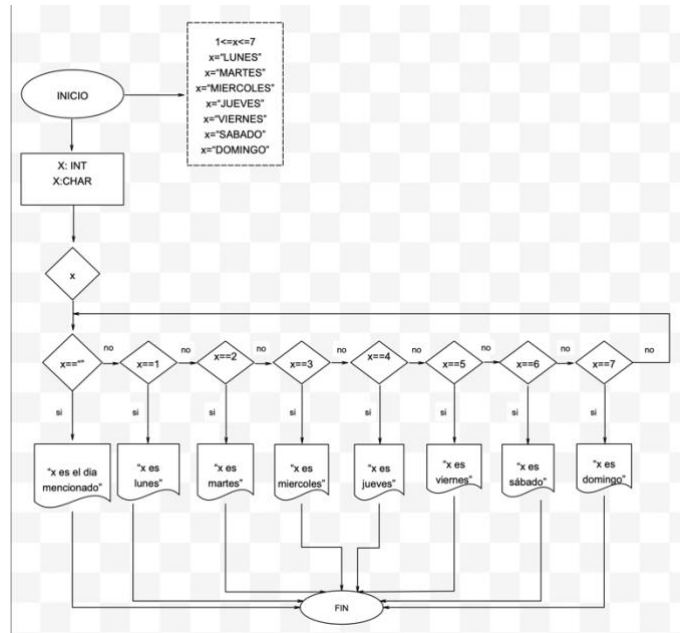 1<=x<=7
x="LUNES"
x="MARTES"
x="MIERCOLES"
x="JUEVES"
x="VIERNES"
x="SABADO"
x="DOMINGO"
INICIO
X: INT
X:CHAR
x
x==""
no
x==1
no
x==2
no
x==3
no
x==4
no
x==5
no
x==6
no
x==7
no
si
si
si
si
si
si
si
si
"x es el dia
mencionado"
"x es
lunes"
"x es
martes"
"x es
miercoles"
"x es
jueves"
"x es
viernes"
"x es
sábado"
"x es
domingo"
FIN